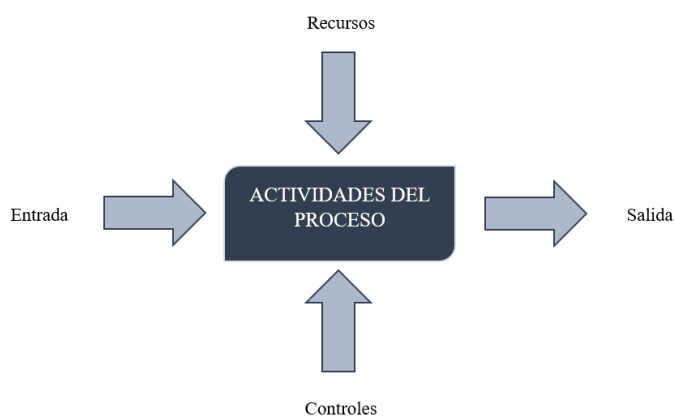 Recursos
Entrada
ACTIVIDADES DEL
PROCESO
Salida
Controles